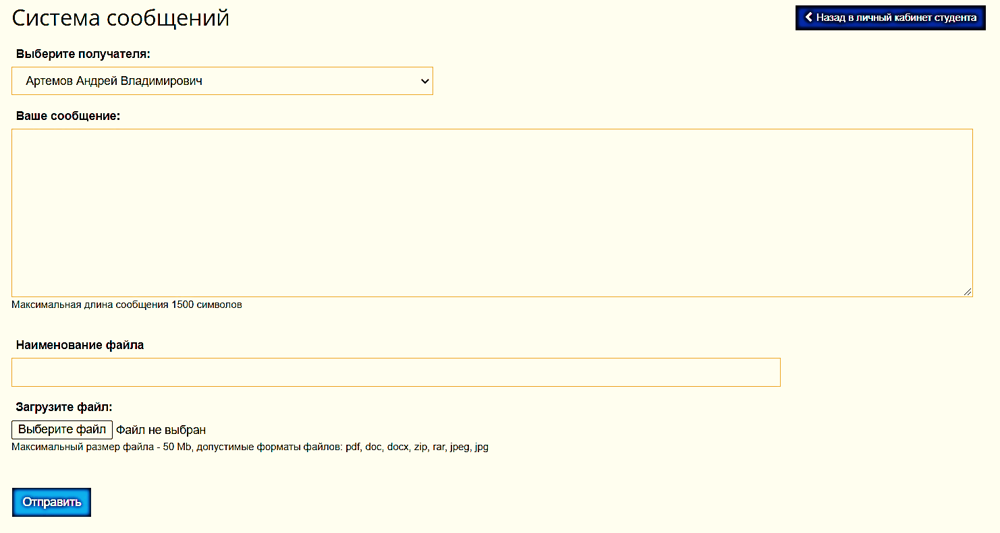 Система сообщений
Назад в личный кабинет студента
Выберите получателя:
Артемов Андрей Владимирович
Ваше сообщение:
Максимальная длина сообщения 1500 символов
Наименование файла
Загрузите файл:
Выберите файл Файл не выбран
Максимальный размер файла - 50 Mb, допустимые форматы файлов: pdf, doc, docx, zip, rar, jpeg, jpg
Отправить